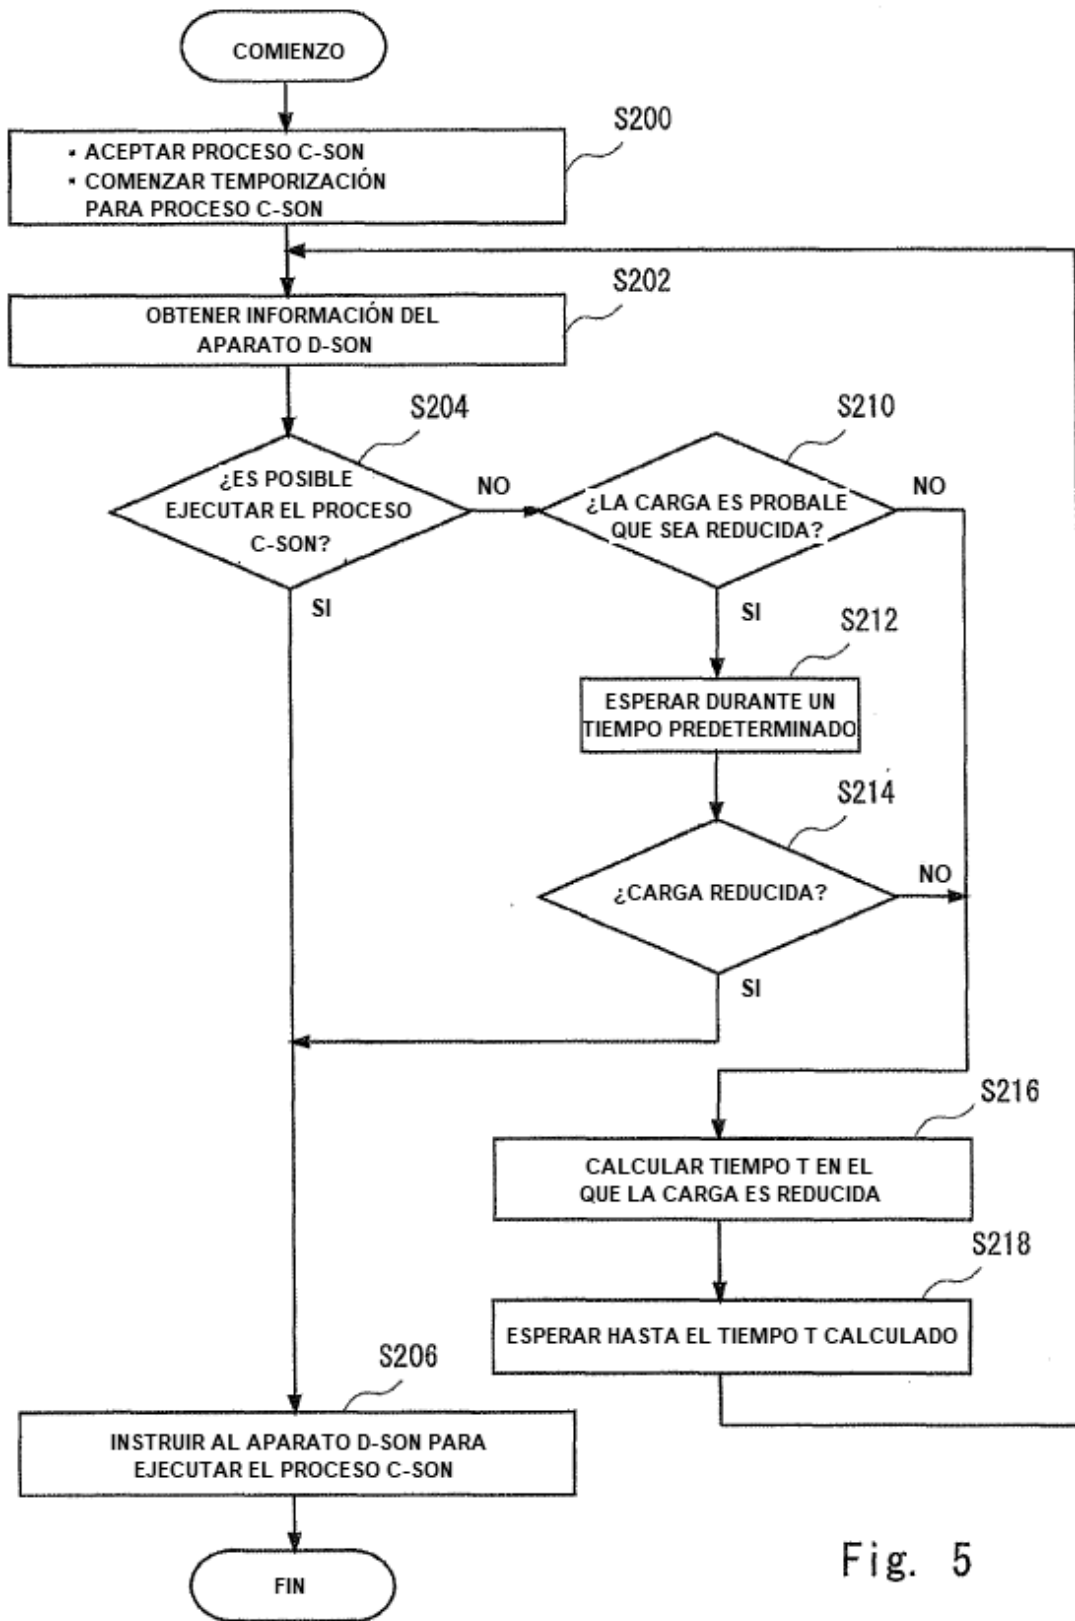 COMIENZO
S200
• ACEPTAR PROCESO C-SON
• COMENZAR TEMPORIZACIÓN
PARA PROCESO C-SON
S202
OBTENER INFORMACIÓN DEL
APARATO D-SON
S204
¿ES POSIBLE
EJECUTAR EL PROCESO
C-SON?
NO
SI
S210
¿LA CARGA ES PROBALE
QUE SEA REDUCIDA?
NO
SI
S212
ESPERAR DURANTE UN
TIEMPO PREDETERMINADO
S214
¿CARGA REDUCIDA?
NO
SI
S216
CALCULAR TIEMPO T EN EL
QUE LA CARGA ES REDUCIDA
S218
ESPERAR HASTA EL TIEMPO T CALCULADO
S206
INSTRUIR AL APARATO D-SON PARA
EJECUTAR EL PROCESO C-SON
FIN
Fig. 5